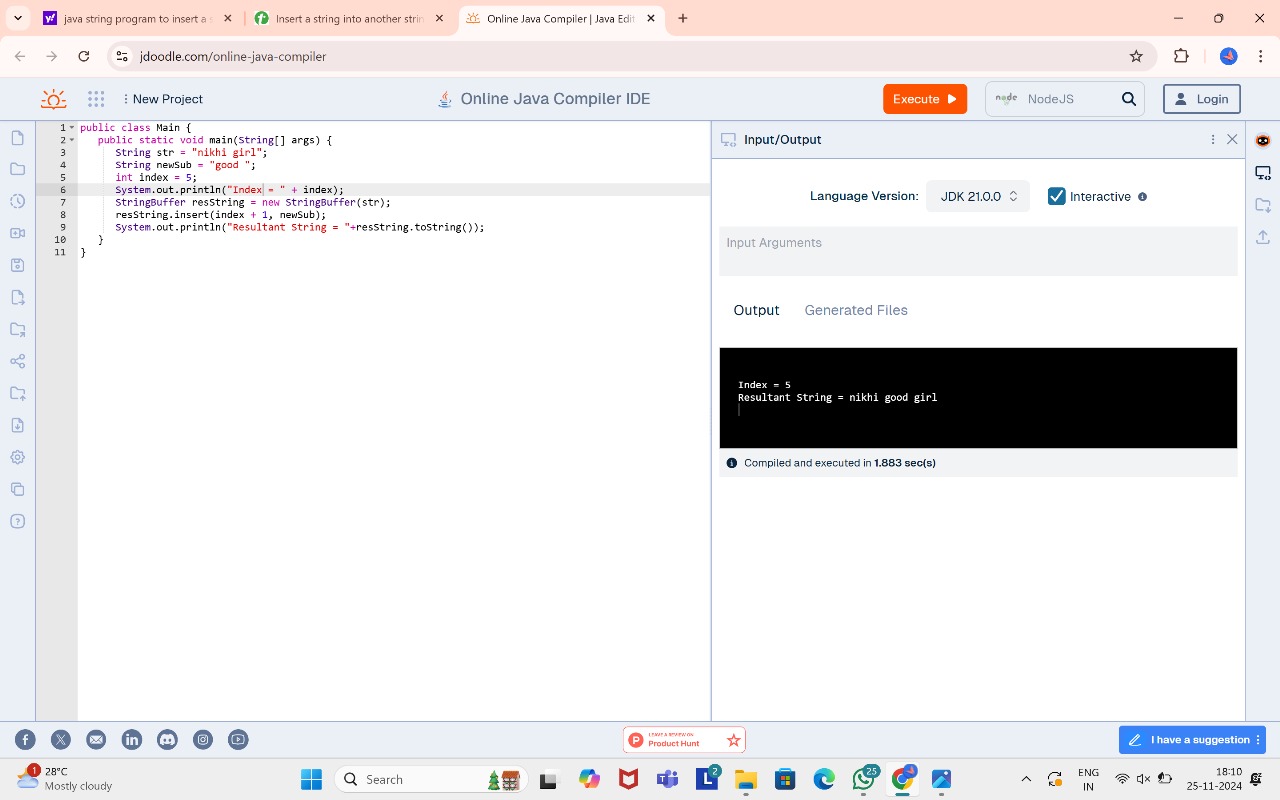 java string program to insert a s
Insert a string into another strin
Online Java Compiler | Java Edit
jdoodle.com/online-java-compiler
New Project
Online Java Compiler IDE
Execute
node
NodeJS
Login
1 public class Main {
2 public static void main(String[] args) {
3 String str = "nikhi girl";
4 String newSub = "good ";
5 int index = 5;
6 System.out.println("Index = " + index);
7 StringBuffer resString = new StringBuffer(str);
8 resString.insert(index + 1, newSub);
9 System.out.println("Resultant String = "+resString.toString());
10 }
11 }
Input/Output
Language Version:
JDK 21.0.0
Interactive
Input Arguments
Output
Generated Files
Index = 5
Resultant String = nikhi good girl
Compiled and executed in 1.883 sec(s)
LEAVE A REVIEW ON
Product Hunt
I have a suggestion
1
28°C
Mostly cloudy
Search
2
25
ENG
IN
18:10
25-11-2024